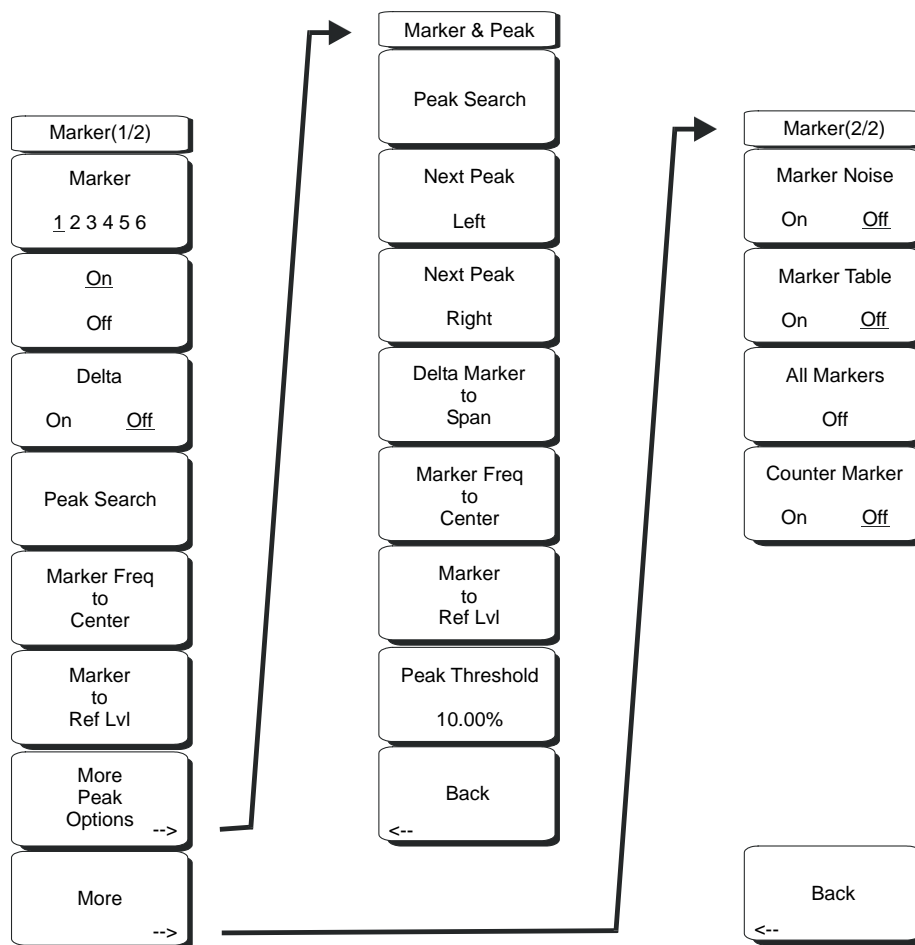 Marker(1/2)
Marker
1 2 3 4 5 6
On
Off
Delta
On Off
Peak Search
Marker Freq
to
Center
Marker
to
Ref Lvl
More
Peak
Options
-->
More
-->
Marker & Peak
Peak Search
Next Peak
Left
Next Peak
Right
Delta Marker
to
Span
Marker Freq
to
Center
Marker
to
Ref Lvl
Peak Threshold
10.00%
Back
<--
Marker(2/2)
Marker Noise
On Off
Marker Table
On Off
All Markers
Off
Counter Marker
On Off
Back
<--